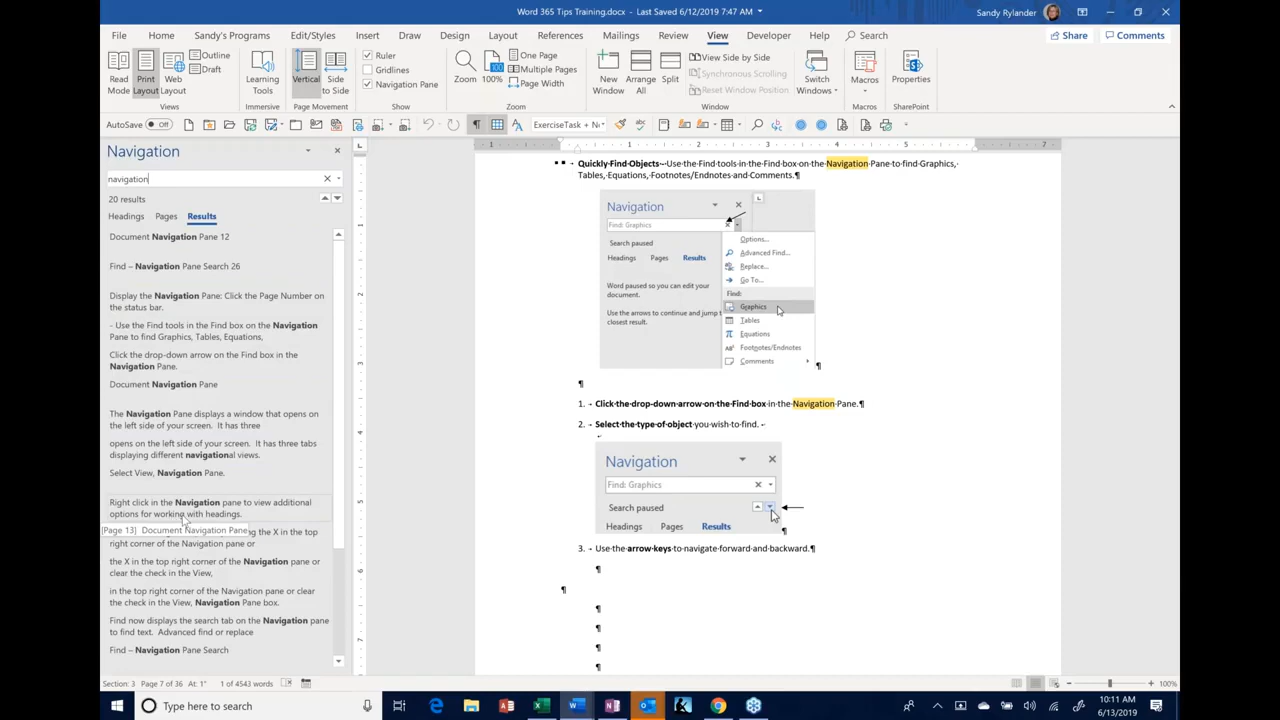 Word 365 Tips Training.docx - Last Saved 6/12/2019 7:47 AM
Sandy Rylander
File Home Sandy's Programs Edit/Styles Insert Draw Design Layout References Mailings Review View Developer Help Search Share Comments
Read Mode
Print Layout
Web Layout
Outline
Draft
Views
Learning Tools
Immersive
Vertical
Side to Side
Page Movement
Ruler
Gridlines
Navigation Pane
Show
Zoom
100%
One Page
Multiple Pages
Page Width
Zoom
New Window
Arrange All
Split
View Side by Side
Synchronous Scrolling
Reset Window Position
Window
Switch Windows
Macros
Macros
Properties
SharePoint
AutoSave Off
ExerciseTask + N
Navigation
navigation
20 results
Headings Pages Results
Document Navigation Pane 12
Find – Navigation Pane Search 26
Display the Navigation Pane: Click the Page Number on
the status bar.
- Use the Find tools in the Find box on the Navigation
Pane to find Graphics, Tables, Equations,
Click the drop-down arrow on the Find box in the
Navigation Pane.
Document Navigation Pane
The Navigation Pane displays a window that opens on
the left side of your screen. It has three
opens on the left side of your screen. It has three tabs
displaying different navigational views.
Select View, Navigation Pane.
Right click in the Navigation pane to view additional
options for working with headings.
[Page 13] Document Navigation Pane
ng the X in the top
right corner of the Navigation pane or
the X in the top right corner of the Navigation pane or
clear the check in the View,
in the top right corner of the Navigation pane or clear
the check in the View, Navigation Pane box.
Find now displays the search tab on the Navigation pane
to find text. Advanced find or replace
Find – Navigation Pane Search
Quickly Find Objects - Use the Find tools in the Find box on the Navigation Pane to find Graphics,
Tables, Equations, Footnotes/Endnotes and Comments.¶
Navigation
Find: Graphics
Search paused
Headings Pages Results
Word paused so you can edit your
document.
Use the arrows to continue and jump t
closest result.
Options...
Advanced Find...
Replace...
Go To...
Find:
Graphics
Tables
Equations
Footnotes/Endnotes
Comments
1. Click the drop-down arrow on the Find box in the Navigation Pane.¶
2. Select the type of object you wish to find.
Navigation
Find: Graphics
Search paused
Headings Pages Results
3. Use the arrow keys to navigate forward and backward.¶
Section: 3 Page 7 of 36 At: 1" 1 of 4543 words
100%
Type here to search
10:11 AM
6/13/2019